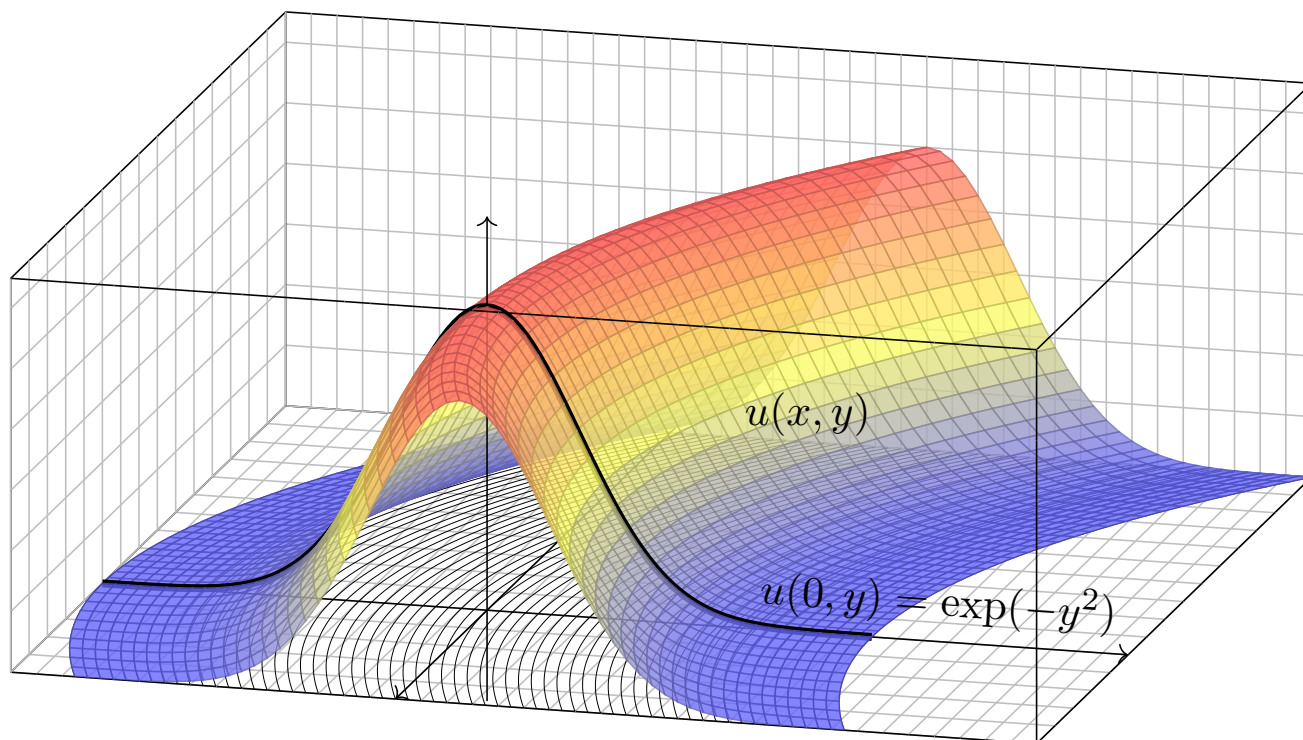 u(x, y)
u(0, y) = exp(−y²)